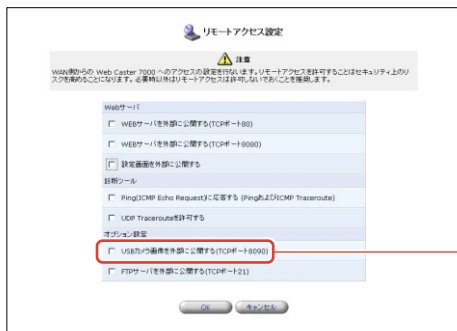 リモートアクセス設定
注意
WAN側からの Web Caster 7000 へのアクセスの設定を行ないます。リモートアクセスを許可することはセキュリティ上のリ
スクを高めることになります。必要時以外はリモートアクセスは許可しないでおくことを推奨します。
Webサーバ
WEBサーバを外部に公開する(TCPポート80)
WEBサーバを外部に公開する(TCPポート8080)
設定画面を外部に公開する
診断ツール
Ping(ICMP Echo Request)に応答する (PingおよびICMP Traceroute)
UDP Tracerouteを許可する
オプション設定
USBカメラ画像を外部に公開する(TCPポート8090)
FTPサーバを外部に公開する(TCPポート21)
OK キャンセル